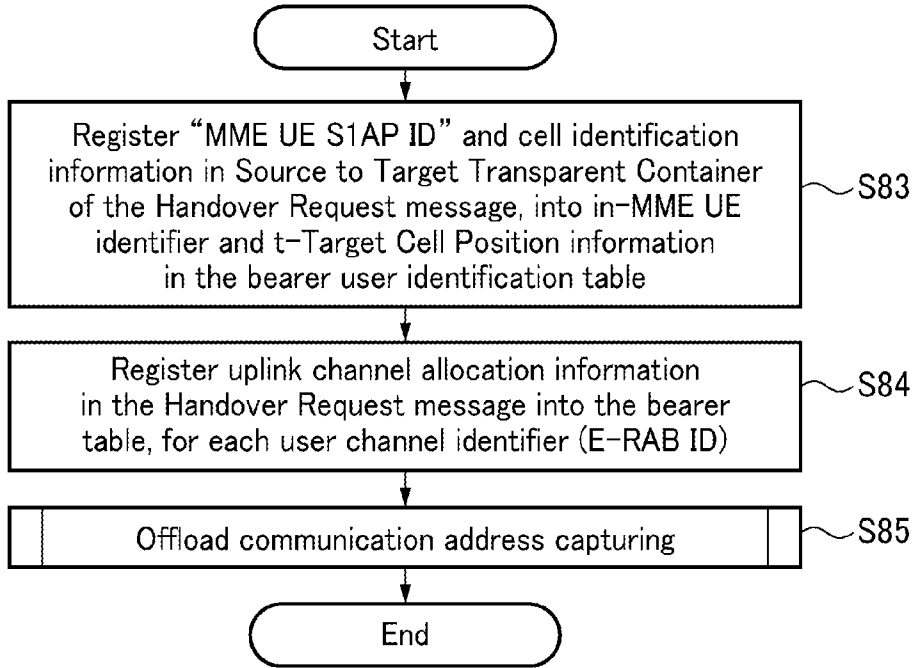 Start
Register “MME UE S1AP ID” and cell identification
information in Source to Target Transparent Container
of the Handover Request message, into in-MME UE
identifier and t-Target Cell Position information
in the bearer user identification table
S83
Register uplink channel allocation information
in the Handover Request message into the bearer
table, for each user channel identifier (E-RAB ID)
S84
Offload communication address capturing
S85
End